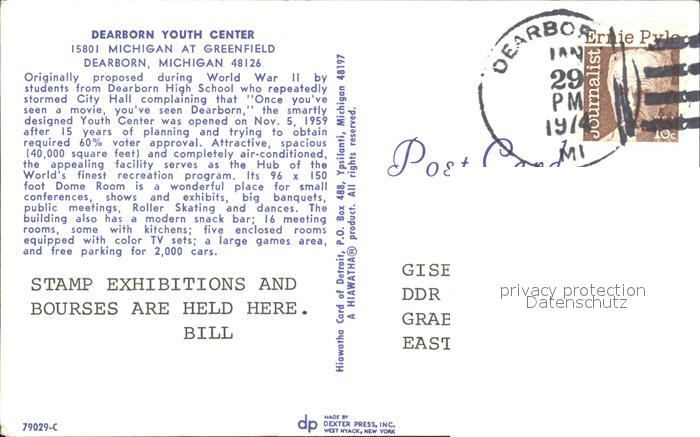 DEARBORN YOUTH CENTER
15801 MICHIGAN AT GREENFIELD
DEARBORN, MICHIGAN 48126
Originally proposed during World War II by
students from Dearborn High School who repeatedly
stormed City Hall complaining that "Once you've
seen a movie, you've seen Dearborn," the smartly
designed Youth Center was opened on Nov. 5, 1959
after 15 years of planning and trying to obtain
required 60% voter approval. Attractive, spacious
(40,000 square feet) and completely air-conditioned,
the appealing facility serves as the Hub of the
World's finest recreation program. Its 96 x 150
foot Dome Room is a wonderful place for small
conferences, shows and exhibits, big banquets,
public meetings, Roller Skating and dances. The
building also has a modern snack bar; 16 meeting
rooms, some with kitchens; five enclosed rooms
equipped with color TV sets; a large games area,
and free parking for 2,000 cars.
STAMP EXHIBITIONS AND
BOURSES ARE HELD HERE.
BILL
79029-C
Hiawatha Card of Detroit, P.O. Box 488, Ypsilanti, Michigan 48197
A HIAWATHA® product. All rights reserved.
dp
MADE BY
DEXTER PRESS, INC.
WEST NYACK, NEW YORK
DEARBOR
JAN
29
PM
1974
MI
Ernie Pyle
Journalist
10c
Post Card
GISE
DDR
GRAB
EAST
privacy protection
Datenschutz